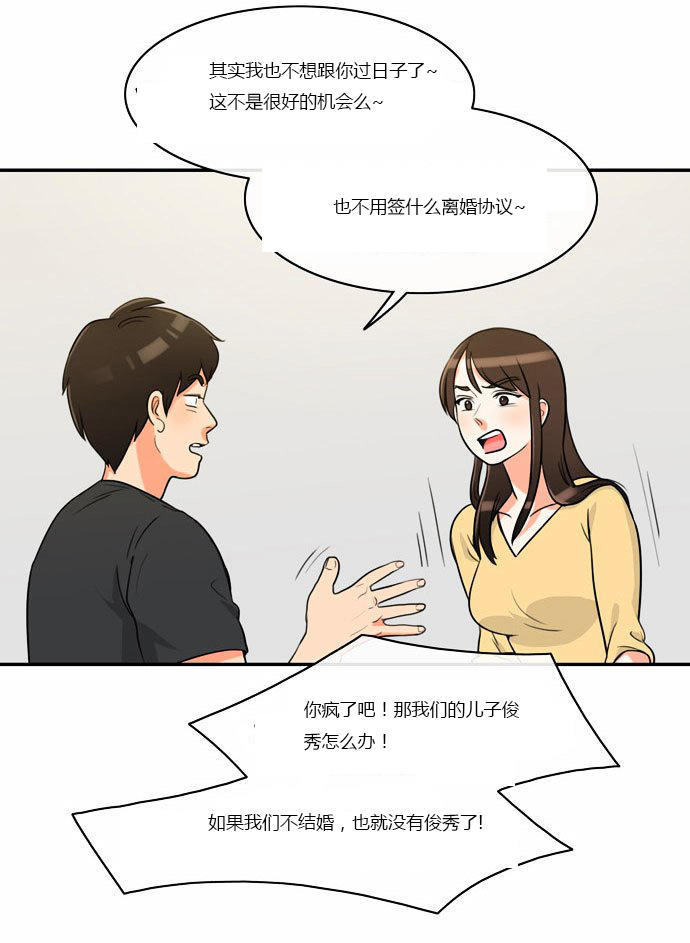 其实我也不想跟你过日子了~
这不是很好的机会么~
也不用签什么离婚协议~
你疯了吧！那我们的儿子俊
秀怎么办！
如果我们不结婚，也就没有俊秀了!